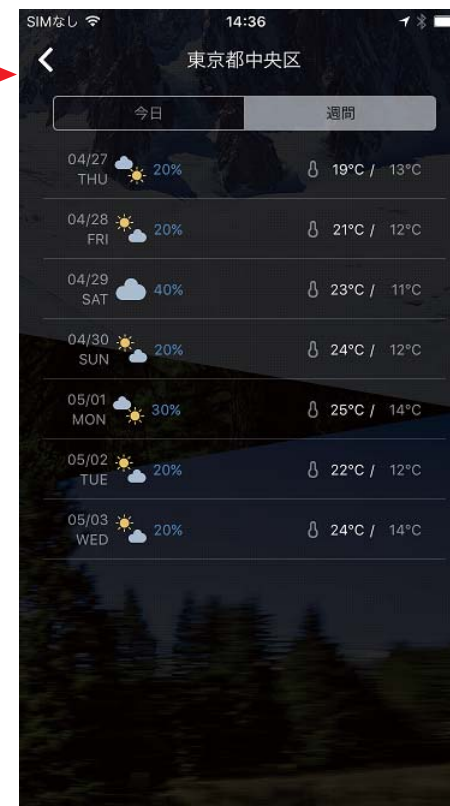 SIMなし 14:36
東京都中央区
今日 週間
04/27 THU 20% 19°C / 13°C
04/28 FRI 20% 21°C / 12°C
04/29 SAT 40% 23°C / 11°C
04/30 SUN 20% 24°C / 12°C
05/01 MON 30% 25°C / 14°C
05/02 TUE 20% 22°C / 12°C
05/03 WED 20% 24°C / 14°C